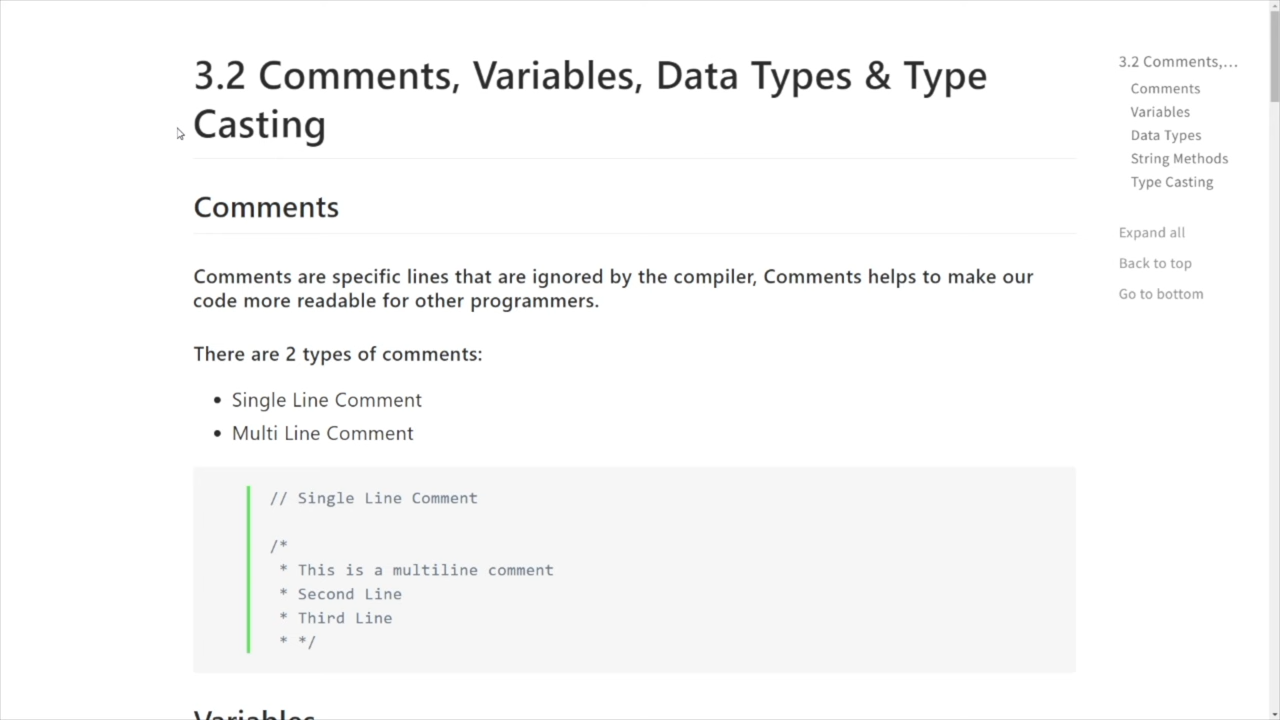 3.2 Comments, Variables, Data Types & Type
Casting
Comments
Comments are specific lines that are ignored by the compiler, Comments helps to make our
code more readable for other programmers.
There are 2 types of comments:
• Single Line Comment
• Multi Line Comment
// Single Line Comment
/*
* This is a multiline comment
* Second Line
* Third Line
* */
Variables
3.2 Comments,...
Comments
Variables
Data Types
String Methods
Type Casting
Expand all
Back to top
Go to bottom